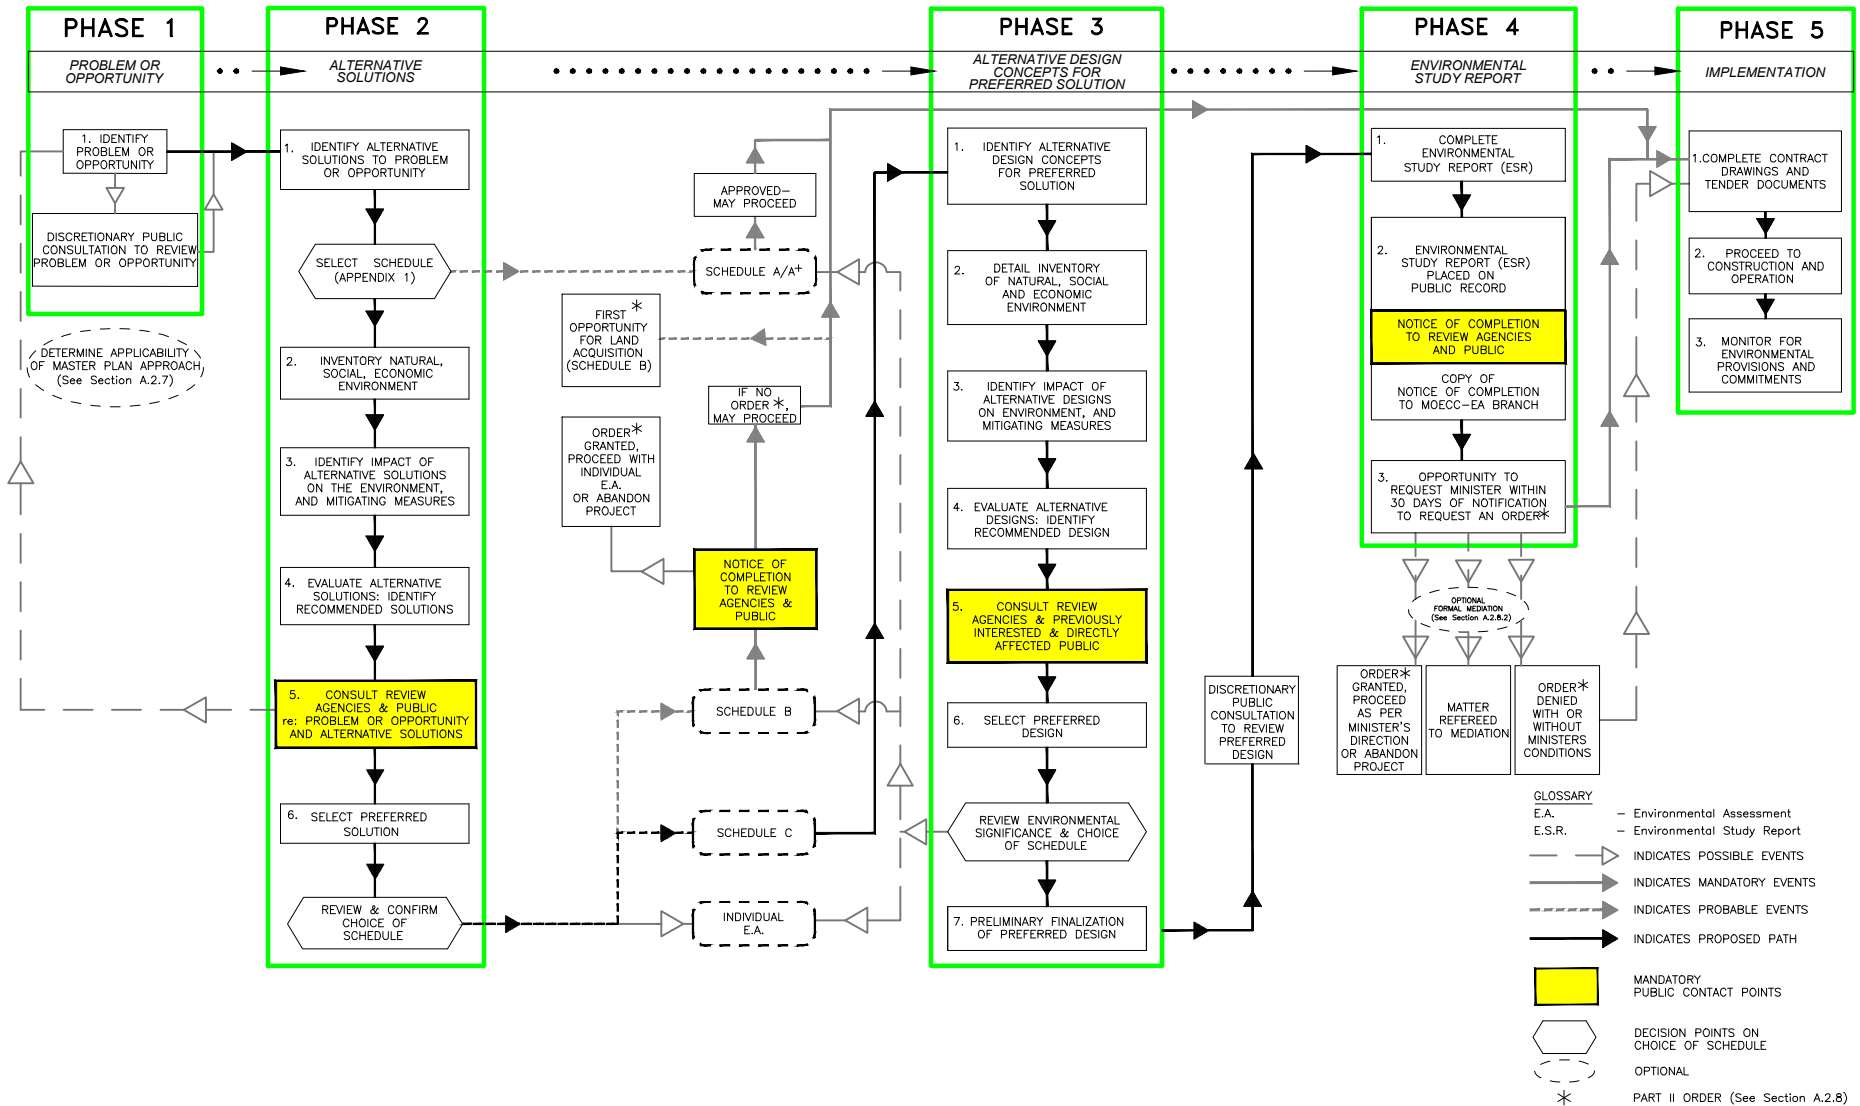 PHASE 1
PROBLEM OR
OPPORTUNITY
1. IDENTIFY
PROBLEM OR
OPPORTUNITY
DISCRETIONARY PUBLIC
CONSULTATION TO REVIEW
PROBLEM OR OPPORTUNITY
DETERMINE APPLICABILITY
OF MASTER PLAN APPROACH
(See Section A.2.7)
PHASE 2
ALTERNATIVE
SOLUTIONS
1. IDENTIFY ALTERNATIVE
SOLUTIONS TO PROBLEM
OR OPPORTUNITY
SELECT SCHEDULE
(APPENDIX 1)
2. INVENTORY NATURAL,
SOCIAL, ECONOMIC
ENVIRONMENT
3. IDENTIFY IMPACT OF
ALTERNATIVE SOLUTIONS
ON THE ENVIRONMENT,
AND MITIGATING MEASURES
4. EVALUATE ALTERNATIVE
SOLUTIONS: IDENTIFY
RECOMMENDED SOLUTIONS
5. CONSULT REVIEW
AGENCIES & PUBLIC
re: PROBLEM OR OPPORTUNITY
AND ALTERNATIVE SOLUTIONS
6. SELECT PREFERRED
SOLUTION
REVIEW & CONFIRM
CHOICE OF
SCHEDULE
APPROVED–
MAY PROCEED
SCHEDULE A/A+
FIRST *
OPPORTUNITY
FOR LAND
ACQUISITION
(SCHEDULE B)
IF NO
ORDER *,
MAY PROCEED
ORDER*
GRANTED,
PROCEED WITH
INDIVIDUAL
E.A.
OR ABANDON
PROJECT
NOTICE OF
COMPLETION
TO REVIEW
AGENCIES &
PUBLIC
SCHEDULE B
SCHEDULE C
INDIVIDUAL
E.A.
PHASE 3
ALTERNATIVE DESIGN
CONCEPTS FOR
PREFERRED SOLUTION
1. IDENTIFY ALTERNATIVE
DESIGN CONCEPTS
FOR PREFERRED
SOLUTION
2. DETAIL INVENTORY
OF NATURAL, SOCIAL
AND ECONOMIC
ENVIRONMENT
3. IDENTIFY IMPACT OF
ALTERNATIVE DESIGNS
ON ENVIRONMENT, AND
MITIGATING MEASURES
4. EVALUATE ALTERNATIVE
DESIGNS: IDENTIFY
RECOMMENDED DESIGN
5. CONSULT REVIEW
AGENCIES & PREVIOUSLY
INTERESTED & DIRECTLY
AFFECTED PUBLIC
6. SELECT PREFERRED
DESIGN
REVIEW ENVIRONMENTAL
SIGNIFICANCE & CHOICE
OF SCHEDULE
7. PRELIMINARY FINALIZATION
OF PREFERRED DESIGN
DISCRETIONARY
PUBLIC
CONSULTATION
TO REVIEW
PREFERRED
DESIGN
PHASE 4
ENVIRONMENTAL
STUDY REPORT
1. COMPLETE
ENVIRONMENTAL
STUDY REPORT (ESR)
2. ENVIRONMENTAL
STUDY REPORT (ESR)
PLACED ON
PUBLIC RECORD
NOTICE OF COMPLETION
TO REVIEW AGENCIES
AND PUBLIC
COPY OF
NOTICE OF COMPLETION
TO MOECC–EA BRANCH
3. OPPORTUNITY TO
REQUEST MINISTER WITHIN
30 DAYS OF NOTIFICATION
TO REQUEST AN ORDER*
OPTIONAL
FORMAL MEDIATION
(See Section A.2.8.2)
ORDER*
GRANTED,
PROCEED
AS PER
MINISTER'S
DIRECTION
OR ABANDON
PROJECT
MATTER
REFEREED
TO MEDIATION
ORDER*
DENIED
WITH OR
WITHOUT
MINISTERS
CONDITIONS
PHASE 5
IMPLEMENTATION
1.COMPLETE CONTRACT
DRAWINGS AND
TENDER DOCUMENTS
2. PROCEED TO
CONSTRUCTION AND
OPERATION
3. MONITOR FOR
ENVIRONMENTAL
PROVISIONS AND
COMMITMENTS
GLOSSARY
E.A. – Environmental Assessment
E.S.R. – Environmental Study Report
INDICATES POSSIBLE EVENTS
INDICATES MANDATORY EVENTS
INDICATES PROBABLE EVENTS
INDICATES PROPOSED PATH
MANDATORY
PUBLIC CONTACT POINTS
DECISION POINTS ON
CHOICE OF SCHEDULE
OPTIONAL
* PART II ORDER (See Section A.2.8)